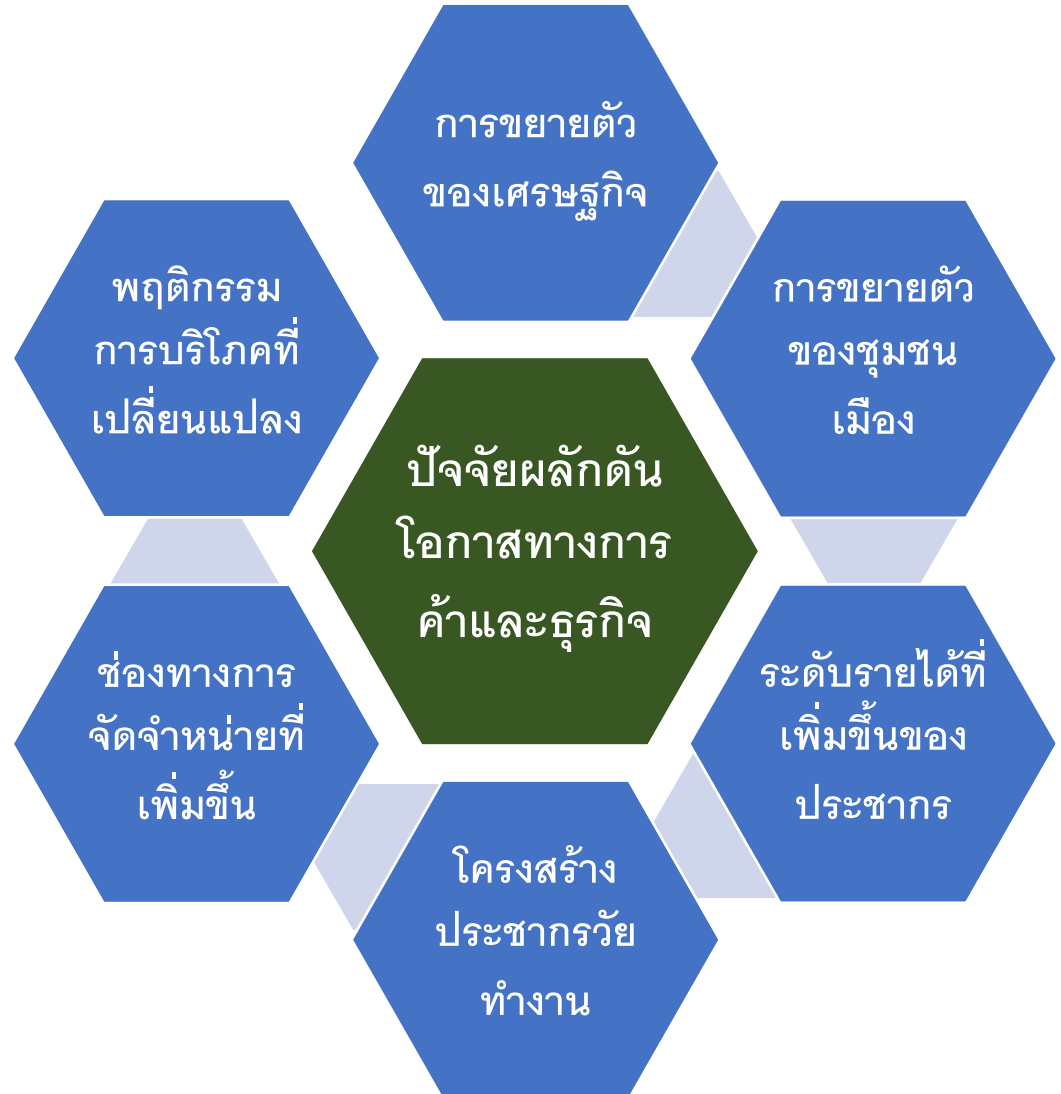 การขยายตัว
ของเศรษฐกิจ
การขยายตัว
ของชุมชน
เมือง
ระดับรายได้ที่
เพิ่มขึ้นของ
ประชากร
โครงสร้าง
ประชากรวัย
ทำงาน
ช่องทางการ
จัดจำหน่ายที่
เพิ่มขึ้น
พฤติกรรม
การบริโภคที่
เปลี่ยนแปลง
ปัจจัยผลักดัน
โอกาสทางการ
ค้าและธุรกิจ